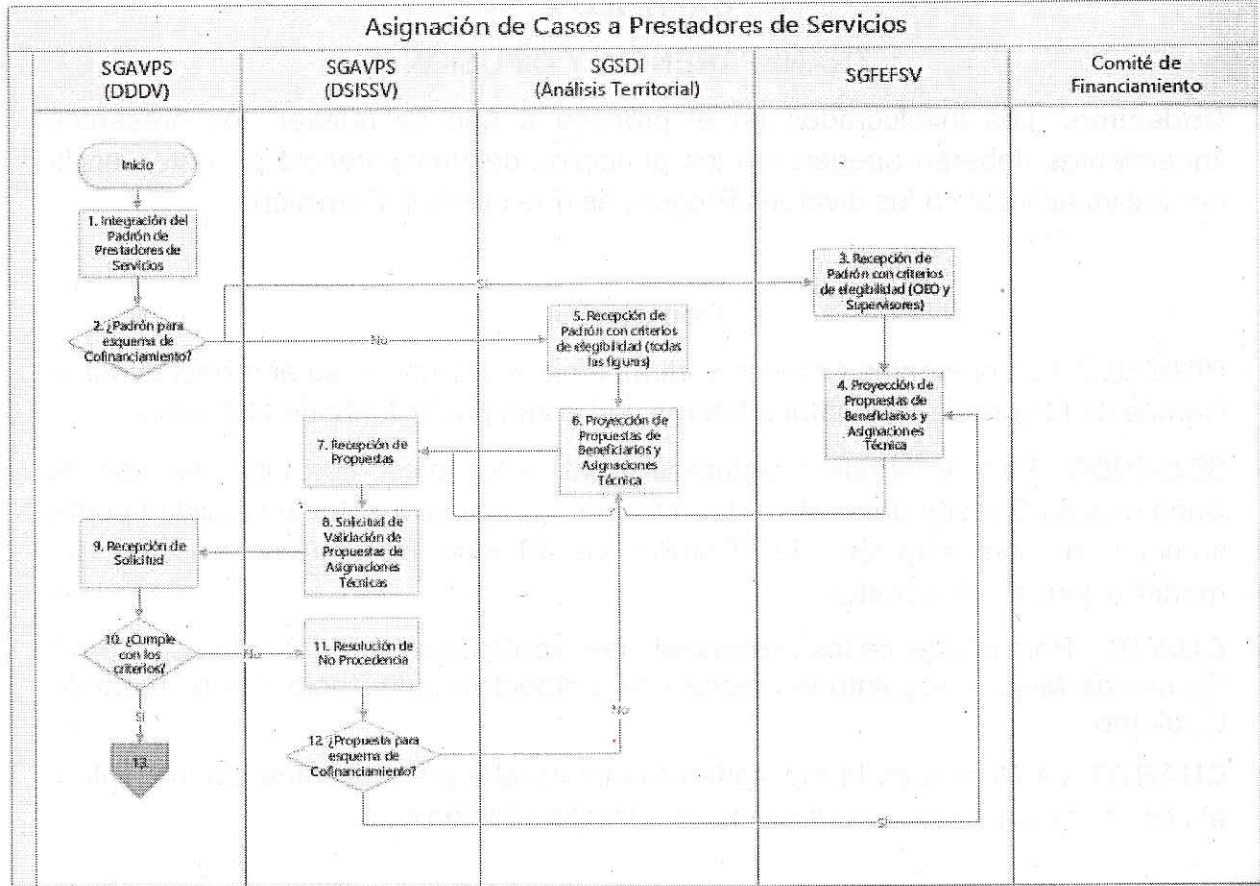 Asignación de Casos a Prestadores de Servicios
SGAVPS
(DDDV)
SGAVPS
(DSISSV)
SGSDI
(Análisis Territorial)
SGFEFSV
Comité de
Financiamiento
Inicio
1. Integración del
Padrón de
Prestadores de
Servicios
2. ¿Padrón para
esquema de
Cofinanciamiento?
Si
No
3. Recepción de
Padrón con criterios
de elegibilidad (OEO y
Supervisores)
4. Proyección de
Propuestas de
Beneficiarios y
Asignaciones
Técnica
5. Recepción de
Padrón con criterios
de elegibilidad (todas
las figuras)
6. Proyección de
Propuestas de
Beneficiarios y
Asignaciones
Técnica
7. Recepción de
Propuestas
8. Solicitud de
Validación de
Propuestas de
Asignaciones
Técnicas
9. Recepción de
Solicitud
10. ¿Cumple
con los
criterios?
No
Si
11. Resolución de
No Procedencia
12. ¿Propuesta para
esquema de
Cofinanciamiento?
No
Si
13.